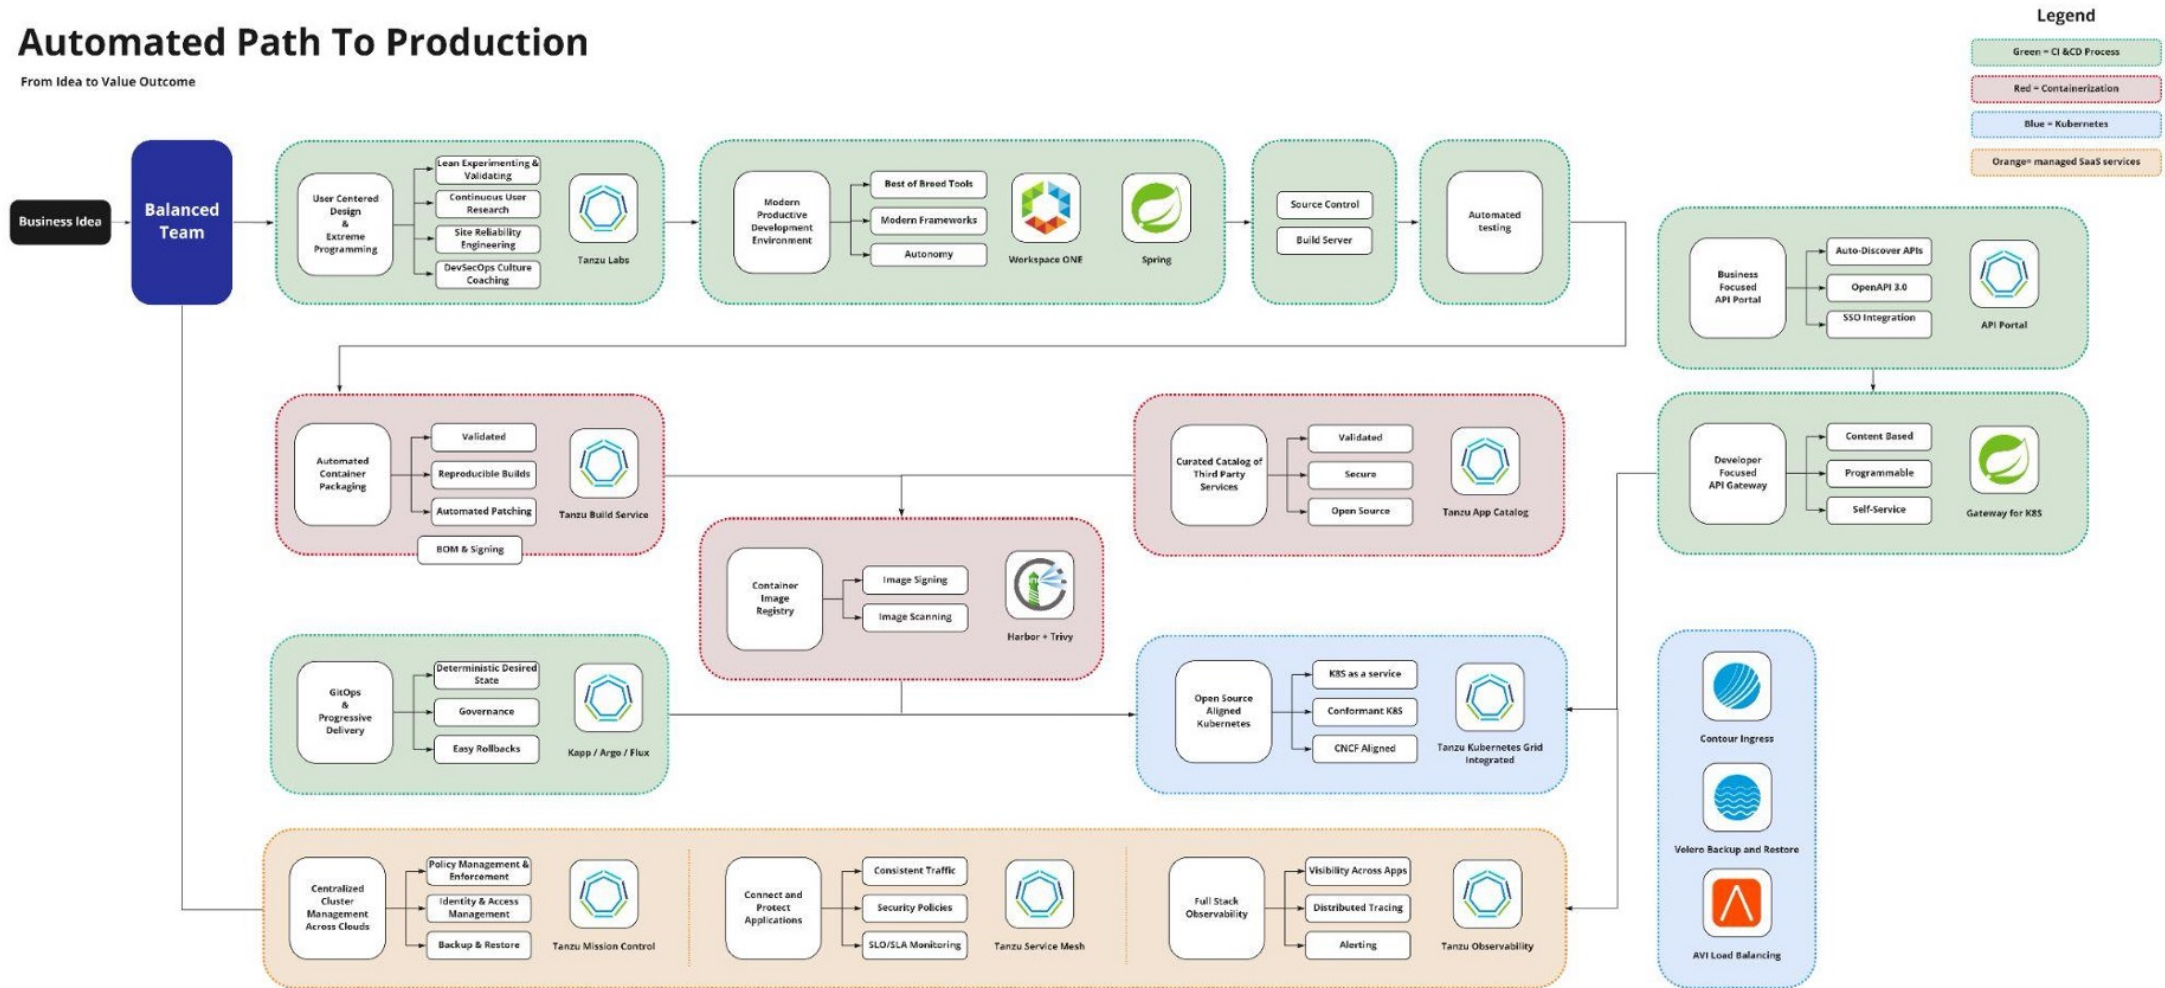 Automated Path To Production
From Idea to Value Outcome
Legend
Green = CI &CD Process
Red = Containerization
Blue = Kubernetes
Orange= managed SaaS services
Business Idea
Balanced
Team
User Centered
Design
&
Extreme
Programming
Lean Experimenting &
Validating
Continuous User
Research
Site Reliability
Engineering
DevSecOps Culture
Coaching
Tanzu Labs
Modern
Productive
Development
Environment
Best of Breed Tools
Modern Frameworks
Autonomy
Workspace ONE
Spring
Source Control
Build Server
Automated
testing
Business
Focused
API Portal
Auto-Discover APIs
OpenAPI 3.0
SSO Integration
API Portal
Automated
Container
Packaging
Validated
Reproducible Builds
Automated Patching
BOM & Signing
Tanzu Build Service
Curated Catalog of
Third Party
Services
Validated
Secure
Open Source
Tanzu App Catalog
Developer
Focused
API Gateway
Content Based
Programmable
Self-Service
Gateway for K8S
Container
Image
Registry
Image Signing
Image Scanning
Harbor + Trivy
GitOps
&
Progressive
Delivery
Deterministic Desired
State
Governance
Easy Rollbacks
Kapp / Argo / Flux
Open Source
Aligned
Kubernetes
K8S as a service
Conformant K8S
CNCF Aligned
Tanzu Kubernetes Grid
Integrated
Contour Ingress
Velero Backup and Restore
AVI Load Balancing
Centralized
Cluster
Management
Across Clouds
Policy Management &
Enforcement
Identity & Access
Management
Backup & Restore
Tanzu Mission Control
Connect and
Protect
Applications
Consistent Traffic
Security Policies
SLO/SLA Monitoring
Tanzu Service Mesh
Full Stack
Observability
Visibility Across Apps
Distributed Tracing
Alerting
Tanzu Observability